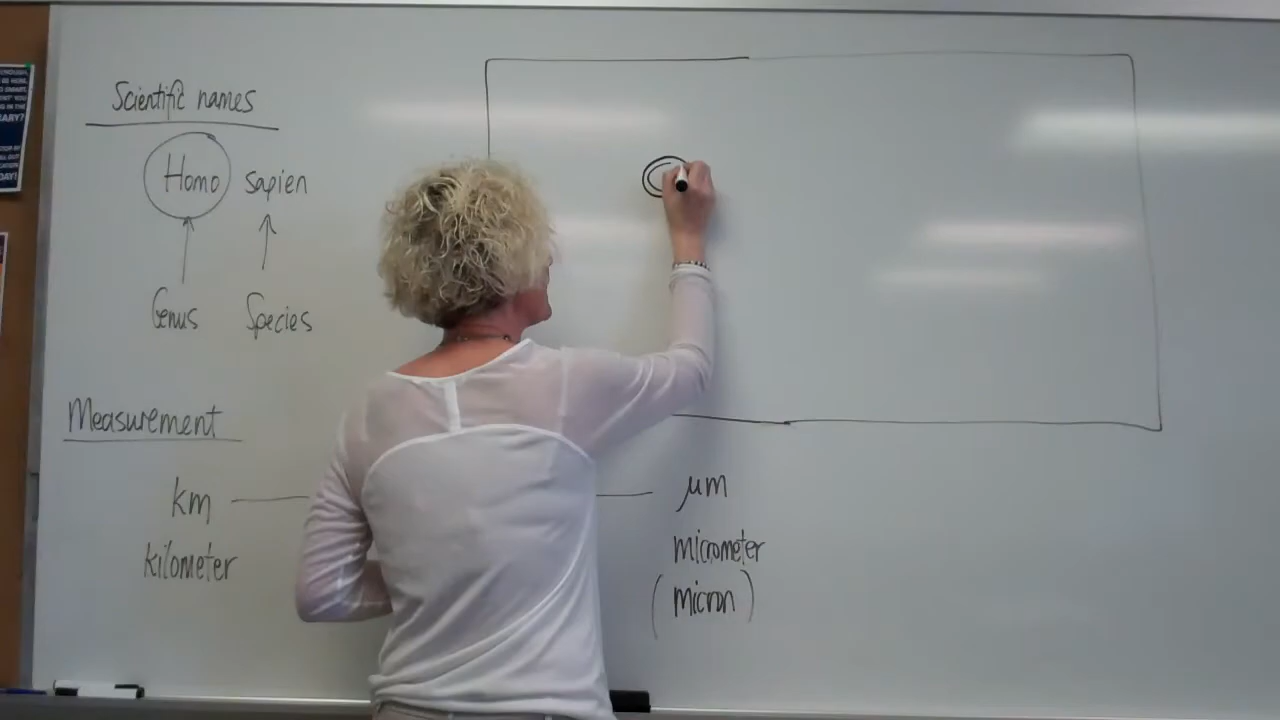 Scientific names
Homo sapien
Genus Species
Measurement
km
kilometer
µm
micrometer
(micron)